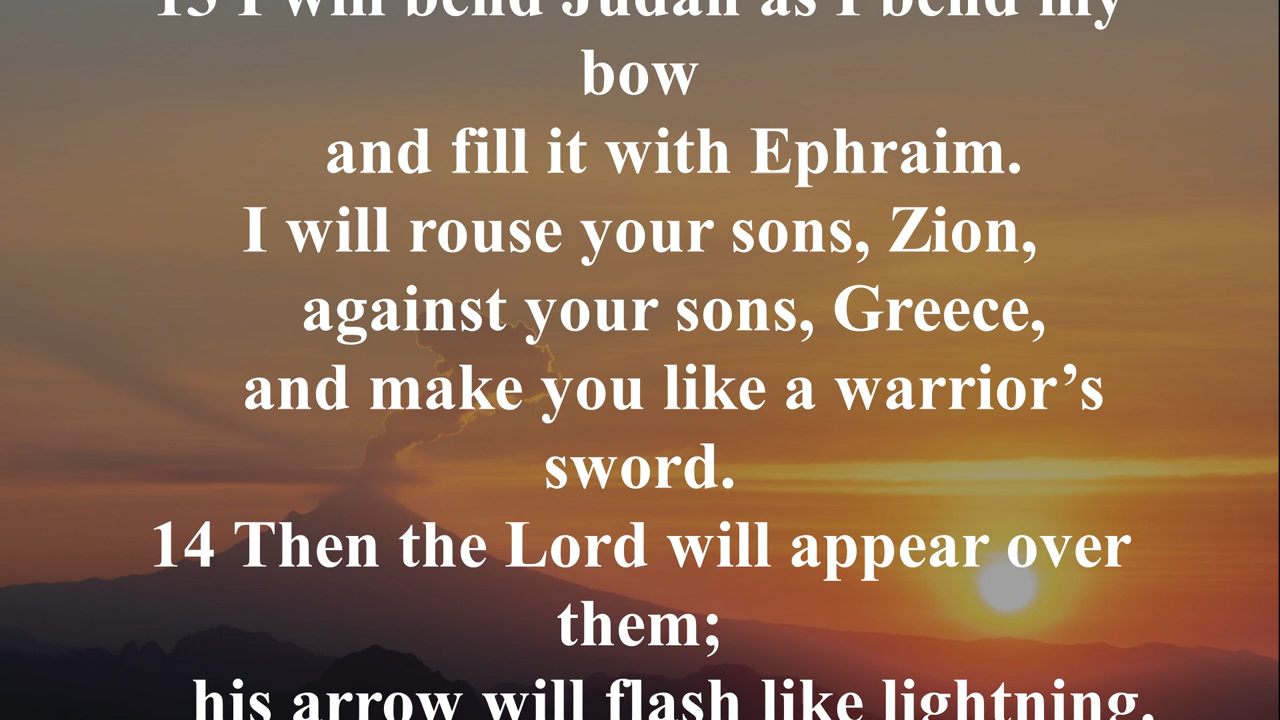 13 I will bend Judah as I bend my
bow
and fill it with Ephraim.
I will rouse your sons, Zion,
against your sons, Greece,
and make you like a warrior’s
sword.
14 Then the Lord will appear over
them;
his arrow will flash like lightning.